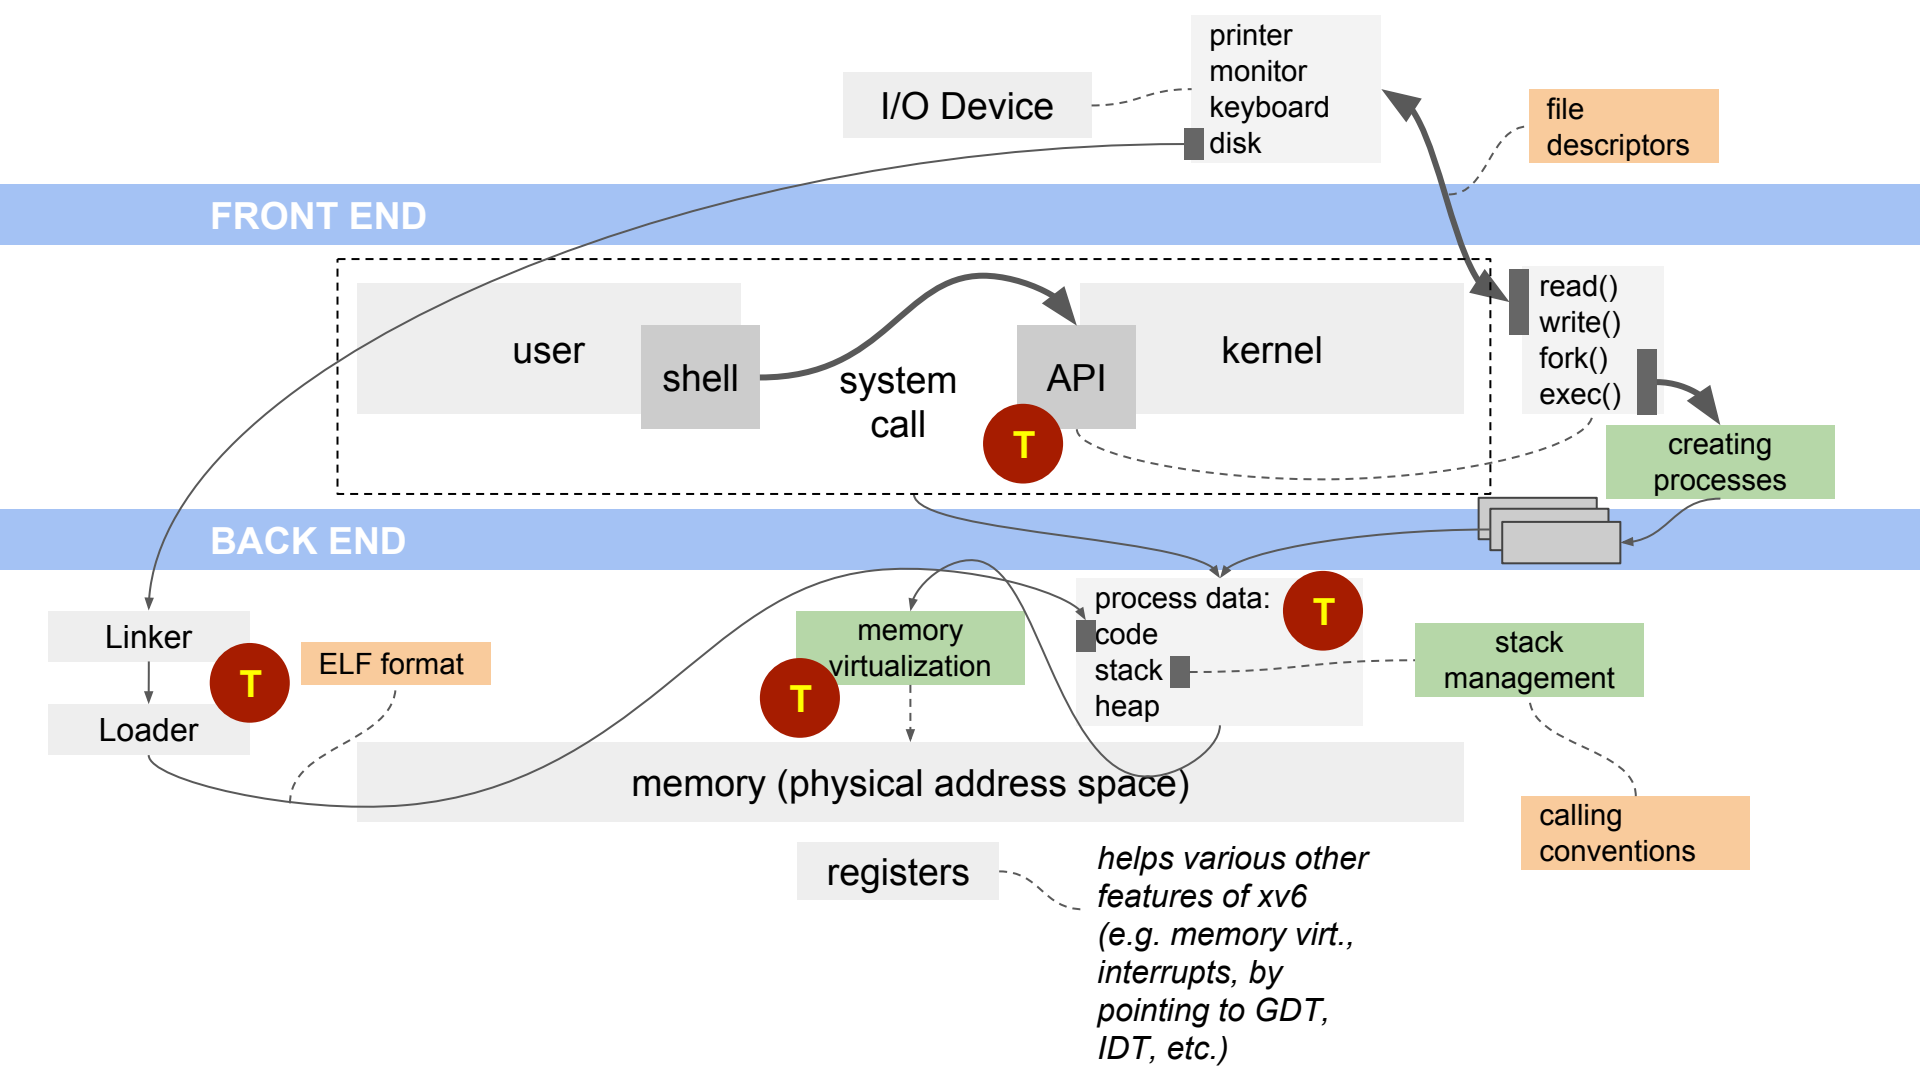 printer
monitor
keyboard
disk
I/O Device
file
descriptors
FRONT END
user
shell
system
call
API
kernel
T
read()
write()
fork()
exec()
creating
processes
BACK END
Linker
Loader
T
ELF format
memory
virtualization
T
process data:
code
stack
heap
T
stack
management
memory (physical address space)
calling
conventions
registers
helps various other
features of xv6
(e.g. memory virt.,
interrupts, by
pointing to GDT,
IDT, etc.)